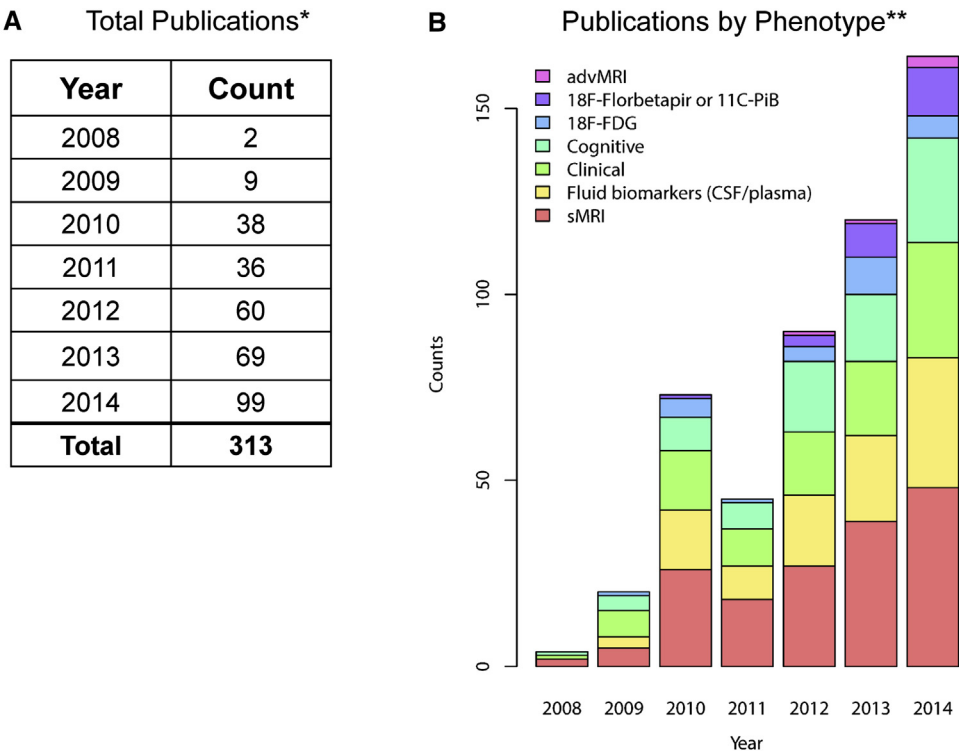 A
Total Publications*
Year Count
2008 2
2009 9
2010 38
2011 36
2012 60
2013 69
2014 99
Total 313
B
Publications by Phenotype**
advMRI
18F-Florbetapir or 11C-PiB
18F-FDG
Cognitive
Clinical
Fluid biomarkers (CSF/plasma)
sMRI
150
100
50
0
Counts
2008 2009 2010 2011 2012 2013 2014
Year